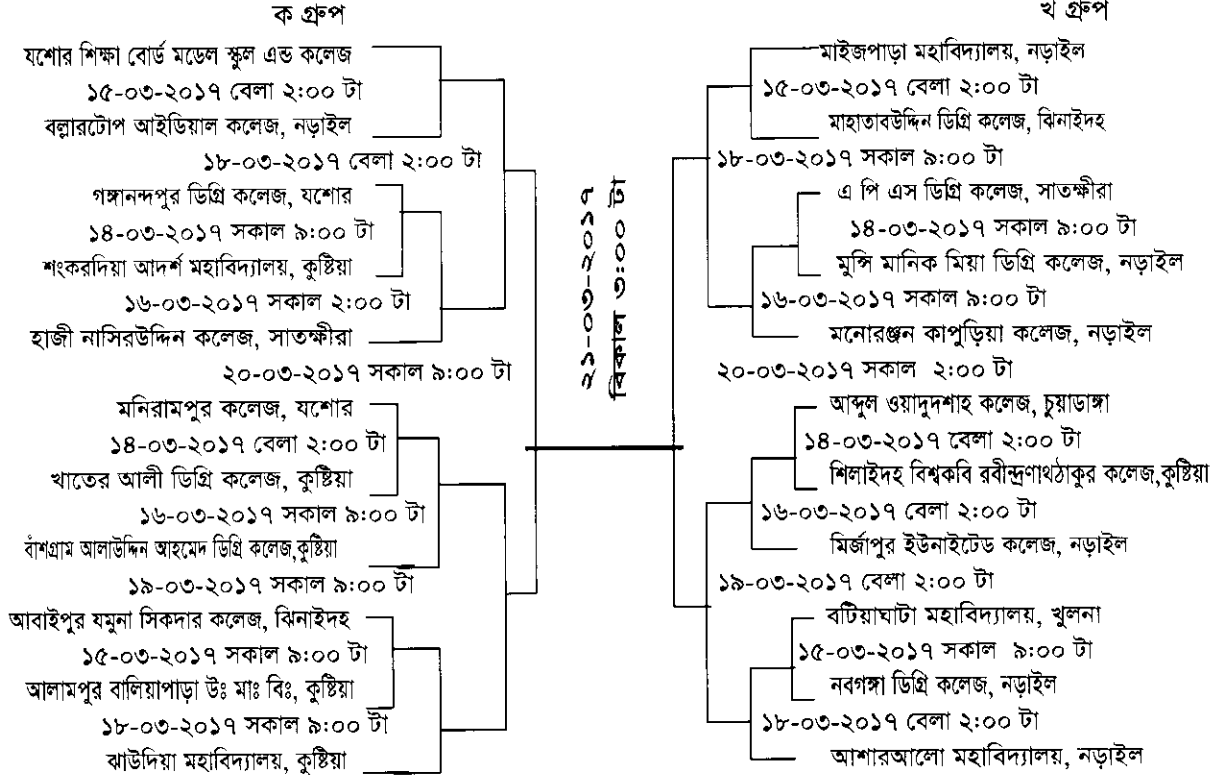 ক গ্রুপ
যশোর শিক্ষা বোর্ড মডেল স্কুল এন্ড কলেজ
১৫-০৩-২০১৭ বেলা ২:০০ টা
বল্লারটোপ আইডিয়াল কলেজ, নড়াইল
১৮-০৩-২০১৭ বেলা ২:০০ টা
গঙ্গানন্দপুর ডিগ্রি কলেজ, যশোর
১৪-০৩-২০১৭ সকাল ৯:০০ টা
শংকরদিয়া আদর্শ মহাবিদ্যালয়, কুষ্টিয়া
১৬-০৩-২০১৭ সকাল ২:০০ টা
হাজী নাসিরউদ্দিন কলেজ, সাতক্ষীরা
২০-০৩-২০১৭ সকাল ৯:০০ টা
মনিরামপুর কলেজ, যশোর
১৪-০৩-২০১৭ বেলা ২:০০ টা
খাতের আলী ডিগ্রি কলেজ, কুষ্টিয়া
১৬-০৩-২০১৭ সকাল ৯:০০ টা
বাঁশগ্রাম আলাউদ্দিন আহমেদ ডিগ্রি কলেজ,কুষ্টিয়া
১৯-০৩-২০১৭ সকাল ৯:০০ টা
আবাইপুর যমুনা সিকদার কলেজ, ঝিনাইদহ
১৫-০৩-২০১৭ সকাল ৯:০০ টা
আলামপুর বালিয়াপাড়া উঃ মাঃ বিঃ, কুষ্টিয়া
১৮-০৩-২০১৭ সকাল ৯:০০ টা
ঝাউদিয়া মহাবিদ্যালয়, কুষ্টিয়া
২১-০৩-২০১৭
বিকাল ৩:০০ টা
খ গ্রুপ
মাইজপাড়া মহাবিদ্যালয়, নড়াইল
১৫-০৩-২০১৭ বেলা ২:০০ টা
মাহাতাবউদ্দিন ডিগ্রি কলেজ, ঝিনাইদহ
১৮-০৩-২০১৭ সকাল ৯:০০ টা
এ পি এস ডিগ্রি কলেজ, সাতক্ষীরা
১৪-০৩-২০১৭ সকাল ৯:০০ টা
মুন্সি মানিক মিয়া ডিগ্রি কলেজ, নড়াইল
১৬-০৩-২০১৭ সকাল ৯:০০ টা
মনোরঞ্জন কাপুড়িয়া কলেজ, নড়াইল
২০-০৩-২০১৭ সকাল ২:০০ টা
আব্দুল ওয়াদুদশাহ কলেজ, চুয়াডাঙ্গা
১৪-০৩-২০১৭ বেলা ২:০০ টা
শিলাইদহ বিশ্বকবি রবীন্দ্রণাথঠাকুর কলেজ,কুষ্টিয়া
১৬-০৩-২০১৭ বেলা ২:০০ টা
মির্জাপুর ইউনাইটেড কলেজ, নড়াইল
১৯-০৩-২০১৭ বেলা ২:০০ টা
বটিয়াঘাটা মহাবিদ্যালয়, খুলনা
১৫-০৩-২০১৭ সকাল ৯:০০ টা
নবগঙ্গা ডিগ্রি কলেজ, নড়াইল
১৮-০৩-২০১৭ বেলা ২:০০ টা
আশারআলো মহাবিদ্যালয়, নড়াইল